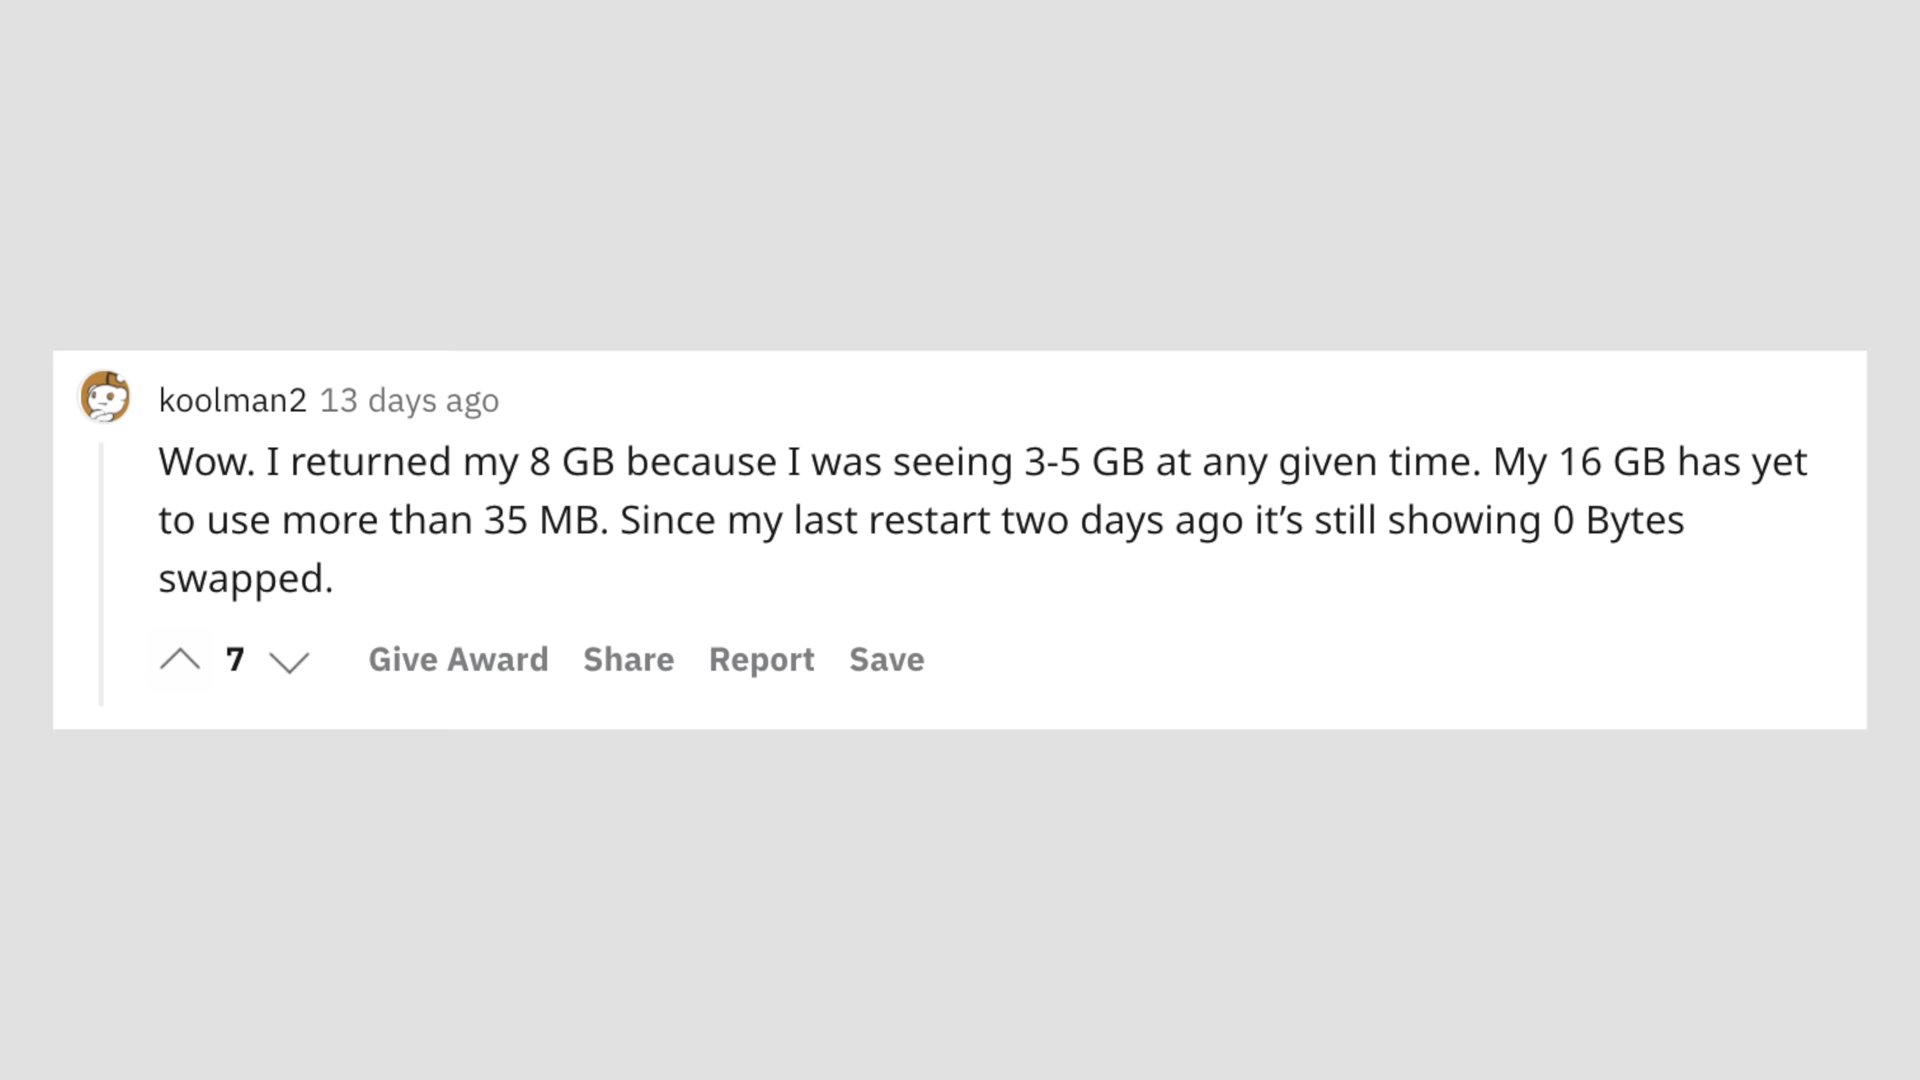 koolman2 13 days ago
Wow. I returned my 8 GB because I was seeing 3-5 GB at any given time. My 16 GB has yet
to use more than 35 MB. Since my last restart two days ago it’s still showing 0 Bytes
swapped.
7 Give Award Share Report Save